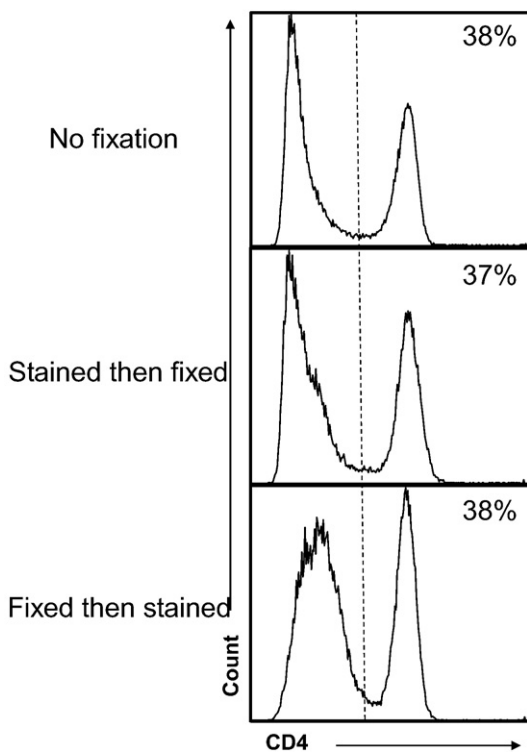 38%
No fixation
37%
Stained then fixed
38%
Fixed then stained
Count
CD4